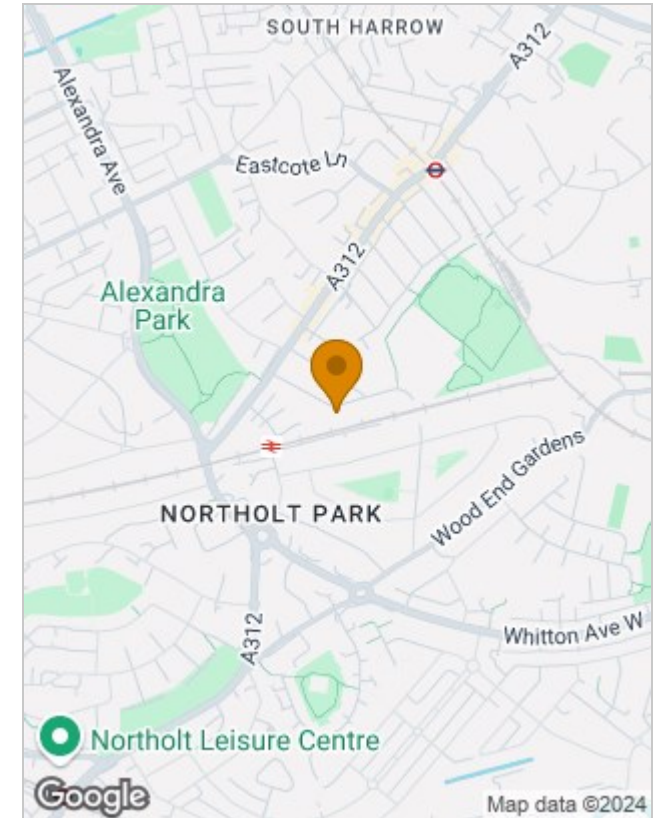 SOUTH HARROW
A312
A312
Alexandra Ave
Eastcote Ln
A312
Alexandra
Park
Wood End Gardens
NORTHOLT PARK
A312
Whitton Ave W
Northolt Leisure Centre
Google
Map data ©2024